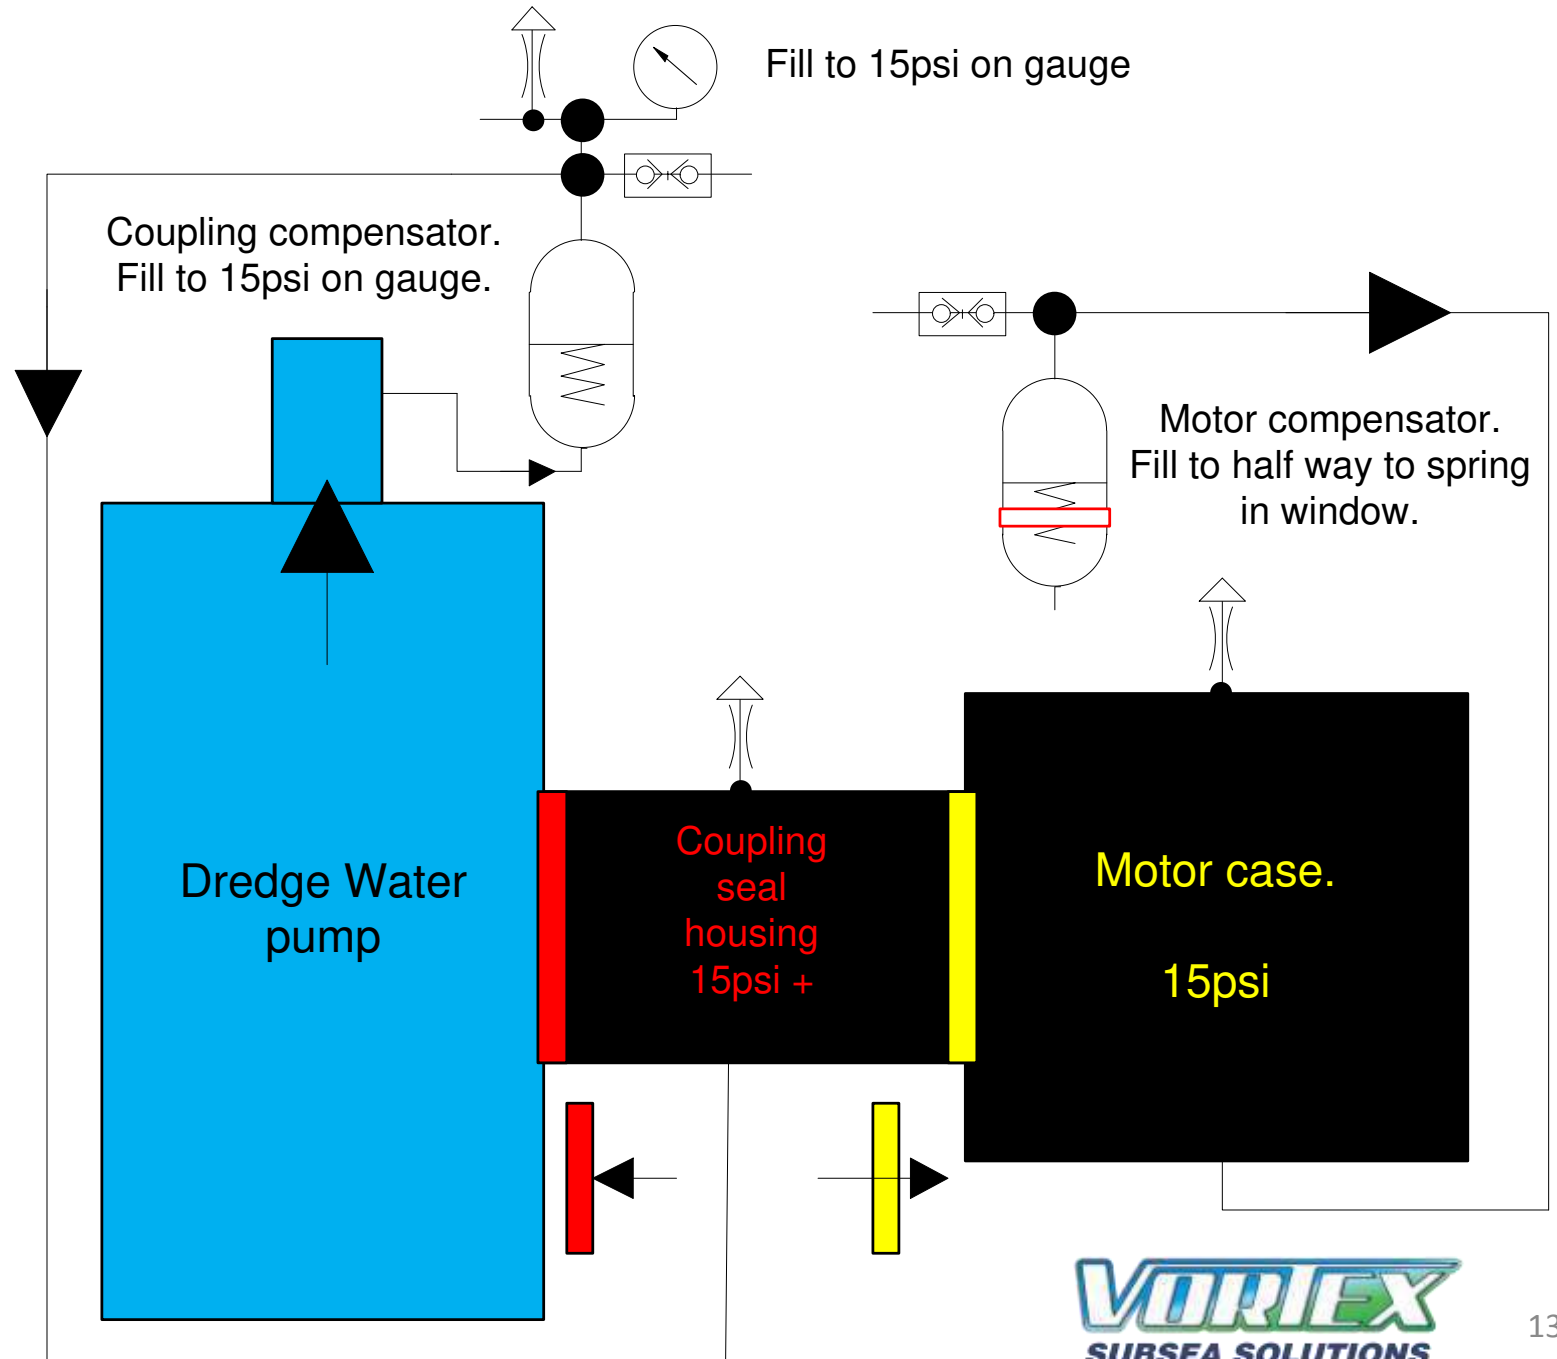 Fill to 15psi on gauge
Coupling compensator.
Fill to 15psi on gauge.
Motor compensator.
Fill to half way to spring
in window.
Dredge Water
pump
Coupling
seal
housing
15psi +
Motor case.
15psi
VORTEX
SUBSEA SOLUTIONS
13